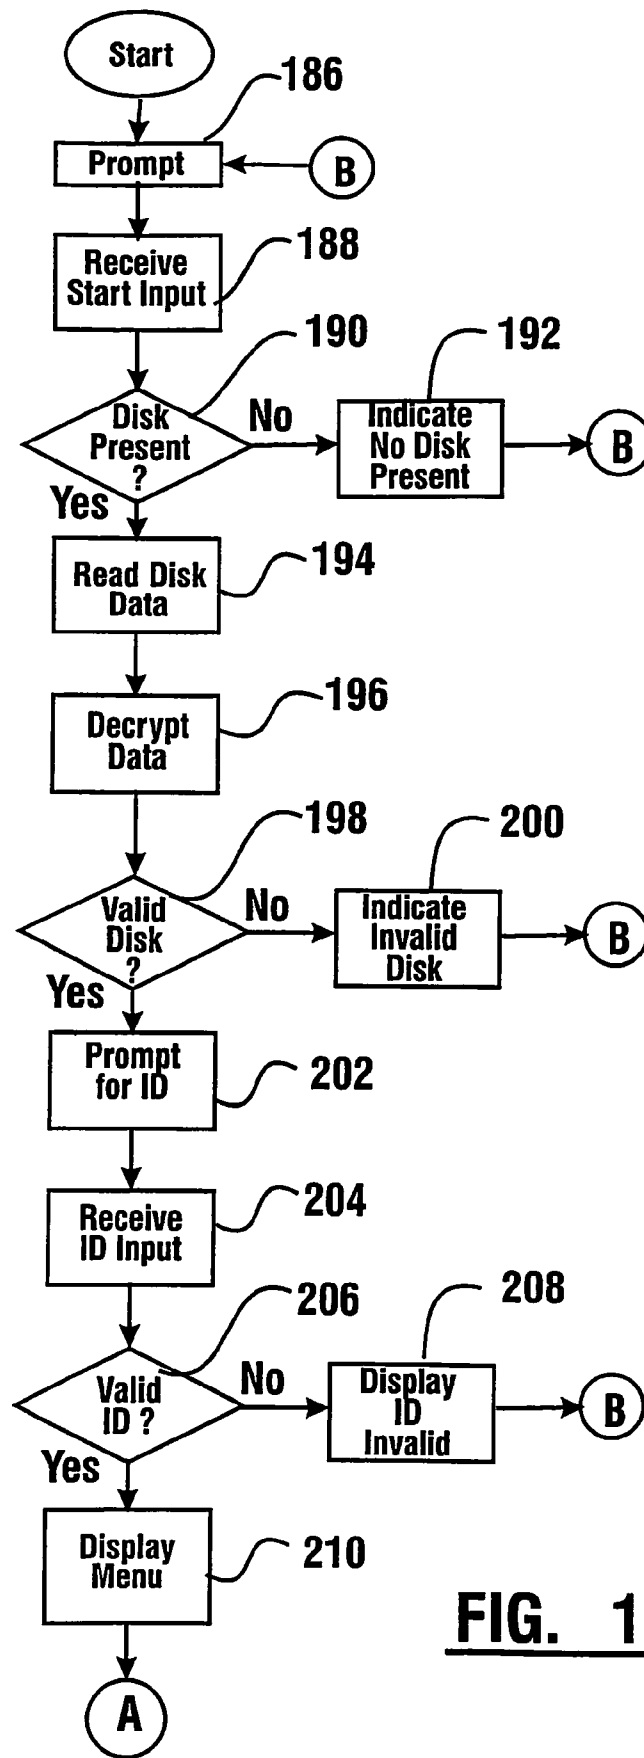 Start
186
Prompt
B
Receive
Start Input
188
190
Disk
Present
?
No
192
Indicate
No Disk
Present
B
Yes
Read Disk
Data
194
Decrypt
Data
196
198
Valid
Disk
?
No
200
Indicate
Invalid
Disk
B
Yes
Prompt
for ID
202
Receive
ID Input
204
206
Valid
ID ?
No
208
Display
ID
Invalid
B
Yes
Display
Menu
210
FIG. 1
A